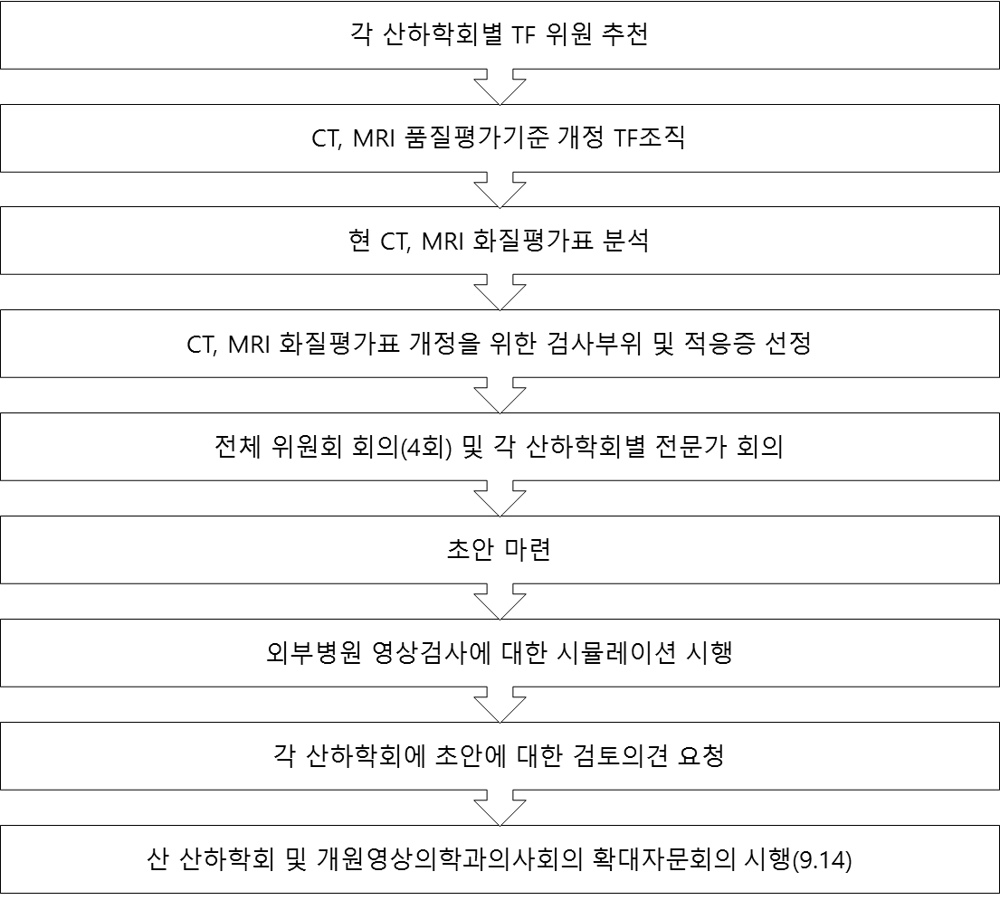 각 산하학회별 TF 위원 추천
CT, MRI 품질평가기준 개정 TF조직
현 CT, MRI 화질평가표 분석
CT, MRI 화질평가표 개정을 위한 검사부위 및 적응증 선정
전체 위원회 회의(4회) 및 각 산하학회별 전문가 회의
초안 마련
외부병원 영상검사에 대한 시뮬레이션 시행
각 산하학회에 초안에 대한 검토의견 요청
산 산하학회 및 개원영상의학과의사회의 확대자문회의 시행(9.14)